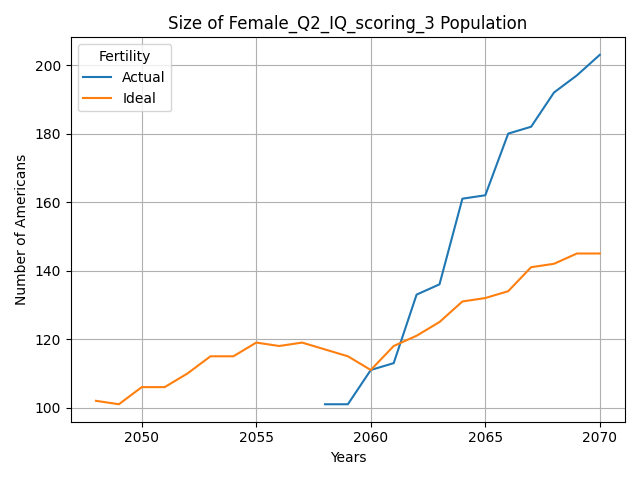 Size of Female_Q2_IQ_scoring_3 Population
Fertility
Actual
Ideal
Number of Americans
200
180
160
140
120
100
2050
2055
2060
2065
2070
Years